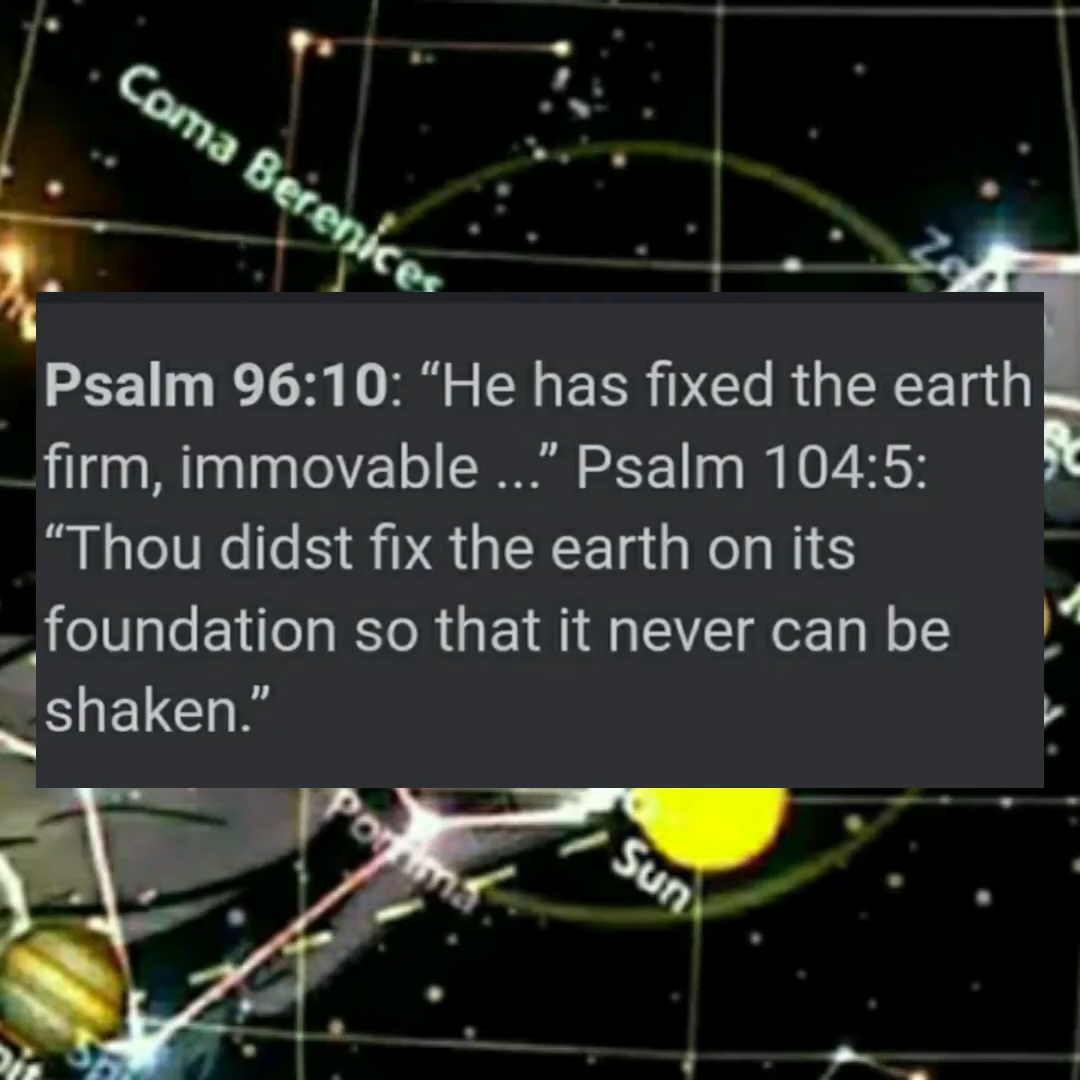 Coma Berenices
Psalm 96:10: “He has fixed the earth
firm, immovable ...” Psalm 104:5:
“Thou didst fix the earth on its
foundation so that it never can be
shaken.”
Porrima
Sun